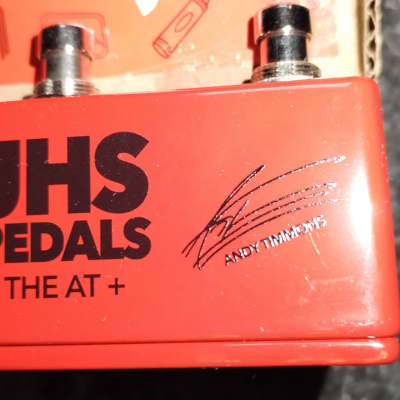 JHS
PEDALS
THE AT +
ANDY TIMMONS